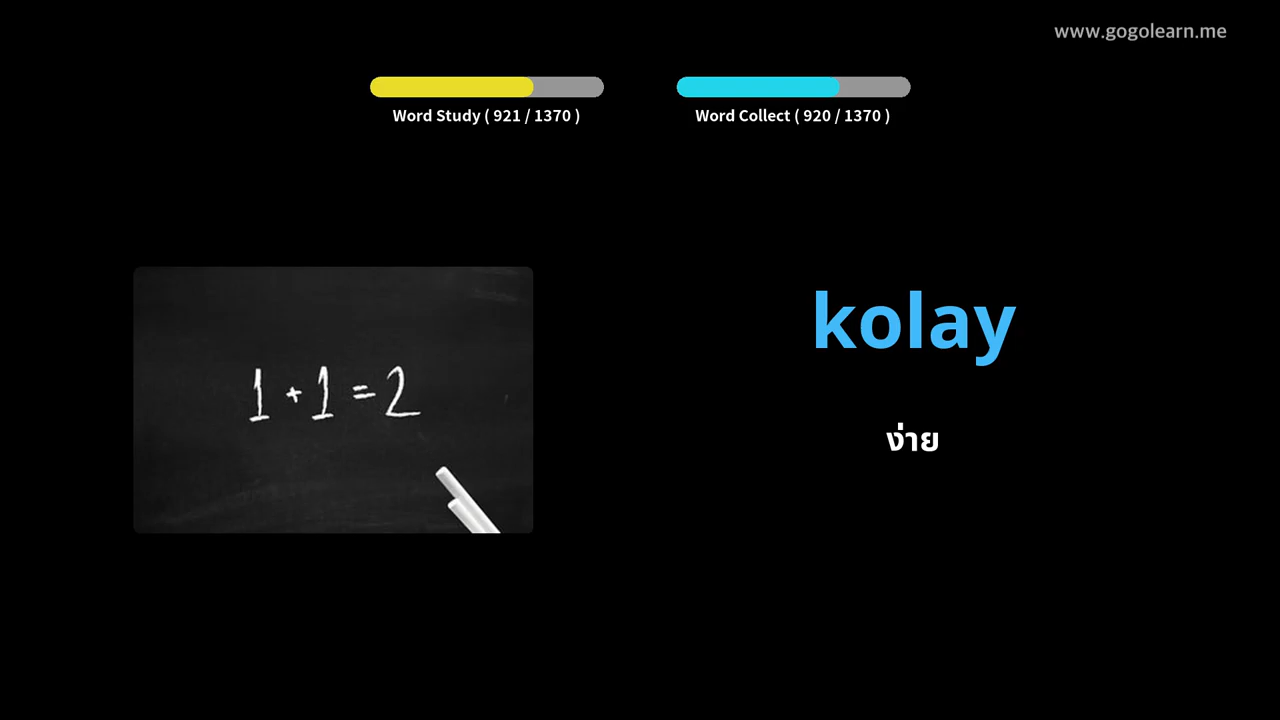 www.gogolearn.me
Word Study ( 921 / 1370 )
Word Collect ( 920 / 1370 )
1 + 1 = 2
kolay
ง่าย